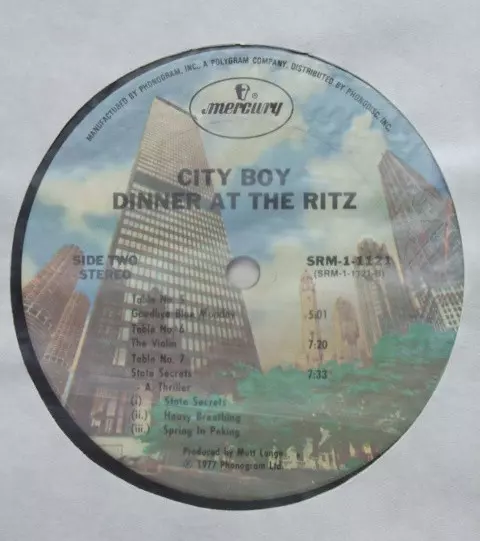 MANUFACTURED BY PHONOGRAM, INC., A POLYGRAM COMPANY. DISTRIBUTED BY PHONODISC, INC.
® mercury
CITY BOY
DINNER AT THE RITZ
SIDE TWO
STEREO
SRM-1-1121
(SRM-1-1121-B)
Table No. 5
Goodbye Blue Monday 5:01
Table No. 6
The Violin 7:20
Table No. 7
State Secrets 7:33
A Thriller
(i) State Secrets
(ii.) Heavy Breathing
(iii.) Spring In Peking
Produced by Mutt Lange
℗ 1977 Phonogram Ltd.